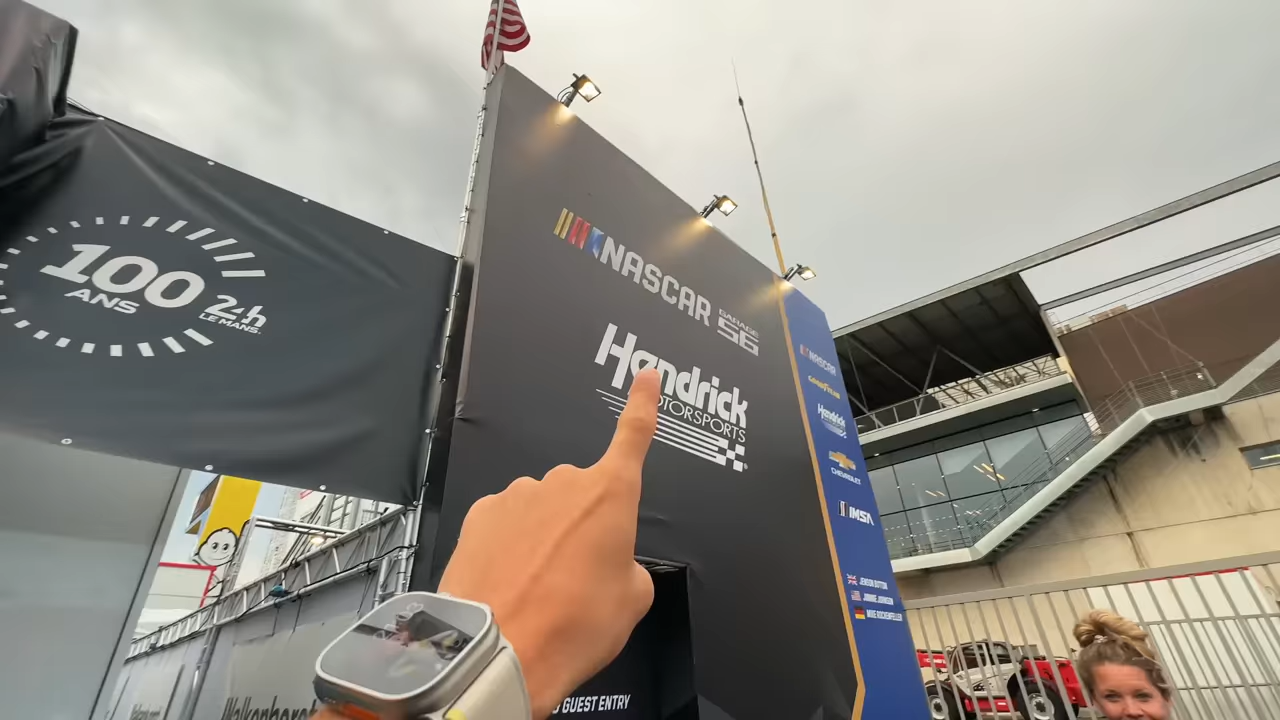 100
ANS
24h
LE MANS
NASCAR GARAGE 56
Hendrick
MOTORSPORTS
NASCAR
GOODYEAR
Hendrick
CHEVROLET
IMSA
JENSON BUTTON
JIMMIE JOHNSON
MIKE ROCKENFELLER
GUEST ENTRY